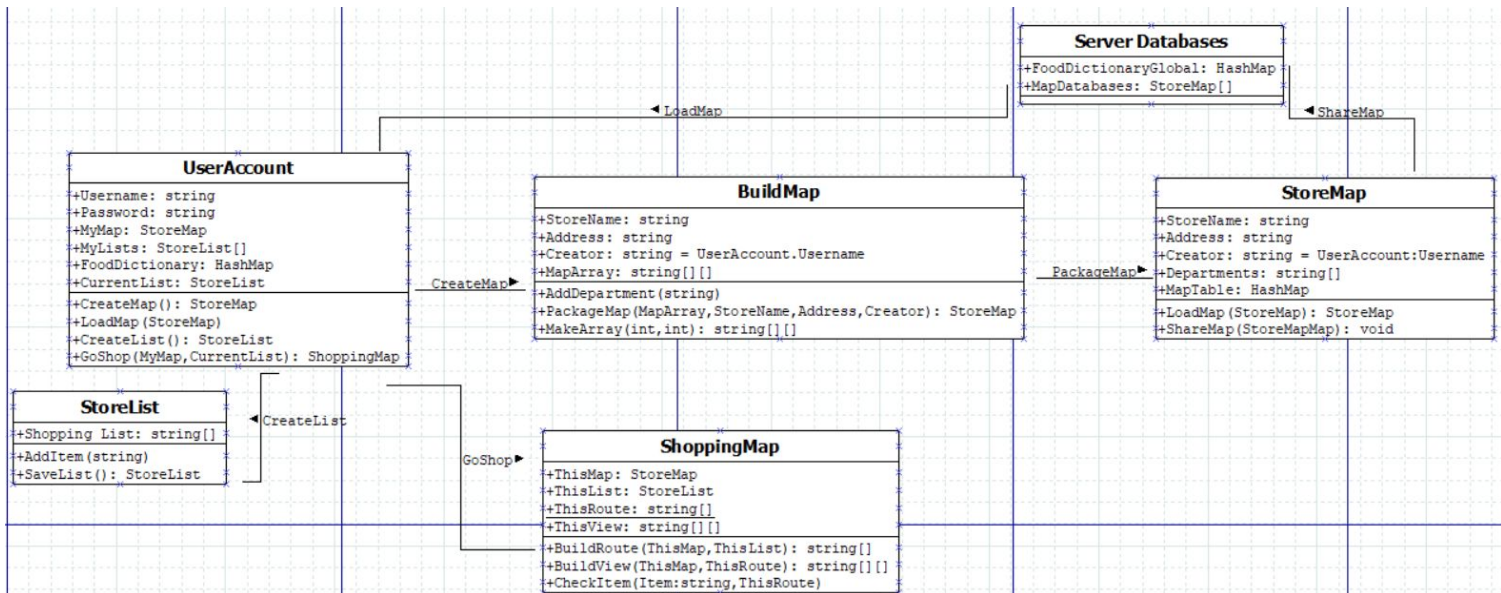 Server Databases
+FoodDictionaryGlobal: HashMap
+MapDatabases: StoreMap[]
LoadMap
ShareMap
UserAccount
+Username: string
+Password: string
+MyMap: StoreMap
+MyLists: StoreList[]
+FoodDictionary: HashMap
+CurrentList: StoreList
+CreateMap(): StoreMap
+LoadMap(StoreMap)
+CreateList(): StoreList
+GoShop(MyMap,CurrentList): ShoppingMap
CreateMap
BuildMap
+StoreName: string
+Address: string
+Creator: string = UserAccount.Username
+MapArray: string[][]
+AddDepartment(string)
+PackageMap(MapArray,StoreName,Address,Creator): StoreMap
+MakeArray(int,int): string[][]
PackageMap
StoreMap
+StoreName: string
+Address: string
+Creator: string = UserAccount:Username
+Departments: string[]
+MapTable: HashMap
+LoadMap(StoreMap): StoreMap
+ShareMap(StoreMapMap): void
StoreList
+Shopping List: string[]
+AddItem(string)
+SaveList(): StoreList
CreateList
GoShop
ShoppingMap
+ThisMap: StoreMap
+ThisList: StoreList
+ThisRoute: string[]
+ThisView: string[][]
+BuildRoute(ThisMap,ThisList): string[]
+BuildView(ThisMap,ThisRoute): string[][]
+CheckItem(Item:string,ThisRoute)